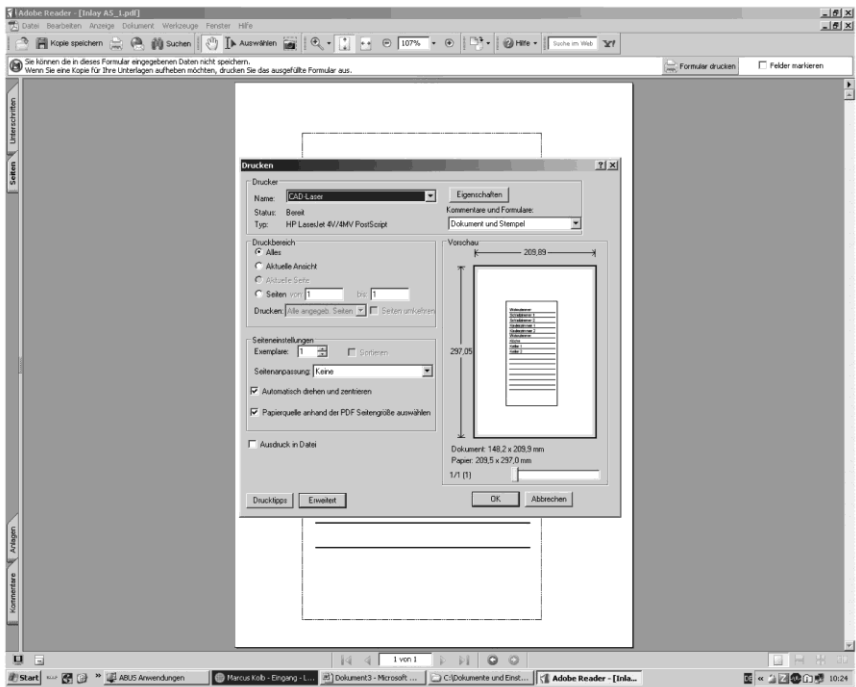 Adobe Reader - [Inlay A5_1.pdf]
Datei Bearbeiten Anzeige Dokument Werkzeuge Fenster Hilfe
Kopie speichern Suchen Auswählen 107% Hilfe Suche im Web Y!
Sie können die in dieses Formular eingegebenen Daten nicht speichern.
Wenn Sie eine Kopie für Ihre Unterlagen aufheben möchten, drucken Sie das ausgefüllte Formular aus.
Formular drucken Felder markieren
Unterschriften
Seiten
Anlagen
Kommentare
Drucken
Drucker
Name: CAD-Laser
Status: Bereit
Typ: HP LaserJet 4V/4MV PostScript
Eigenschaften
Kommentare und Formulare:
Dokument und Stempel
Druckbereich
Alles
Aktuelle Ansicht
Aktuelle Seite
Seiten von 1 bis 1
Drucken: Alle angegeb. Seiten Seiten umkehren
Seiteneinstellungen
Exemplare: 1 Sortieren
Seitenanpassung: Keine
Automatisch drehen und zentrieren
Papierquelle anhand der PDF Seitengröße auswählen
Ausdruck in Datei
Drucktipps Erweitert
Vorschau
209,89
297,05
Dokument: 148,2 x 209,9 mm
Papier: 209,5 x 297,0 mm
1/1 (1)
OK Abbrechen
1 von 1
Start ABUS Anwendungen Marcus Kolb - Eingang - L... Dokument3 - Microsoft ... C:\Dokumente und Einst... Adobe Reader - [Inla... DE 10:24